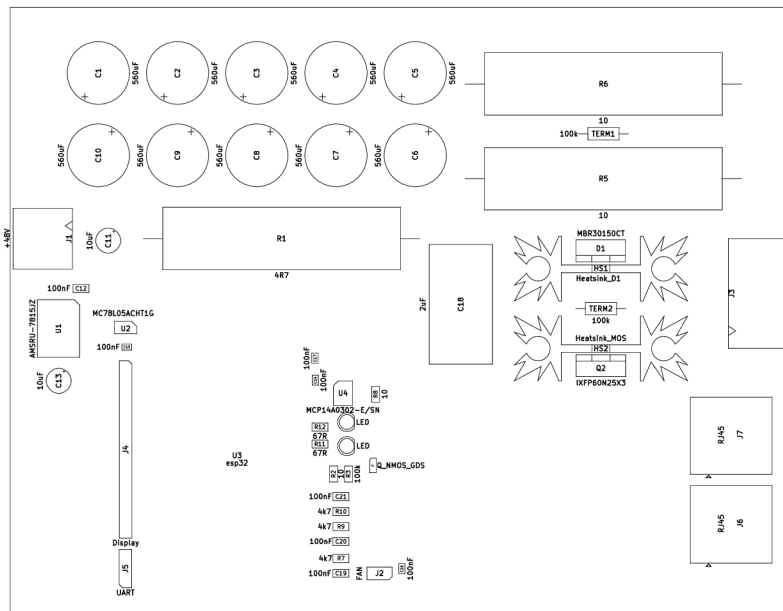 560uF C1
560uF C2
560uF C3
560uF C4
560uF C5
R6
10
100k TERM1
560uF C10
560uF C9
560uF C8
560uF C7
560uF C6
R5
10
+48V J1
10uF C11
R1
4R7
MBR30150CT
D1
HS1
Heatsink_D1
2uF C18
J3
100nF C12
MC78L05ACHT1G
U2
AMSRU-7815JZ U1
TERM2
100k
100nF
Heatsink_MOS
HS2
Q2
IXFP60N25X3
10uF C13
100nF
100nF
U4
R8 10
MCP14A0302-E/SN
LED
R12
67R
R11
LED
67R
J4
U3
esp32
R2 10 R3 100k
Q_NMOS_GDS
RJ45 J7
100nF C21
4k7 R10
4k7 R9
100nF C20
RJ45 J6
Display
J5
UART
4k7 R7
100nF C19
FAN J2
100nF